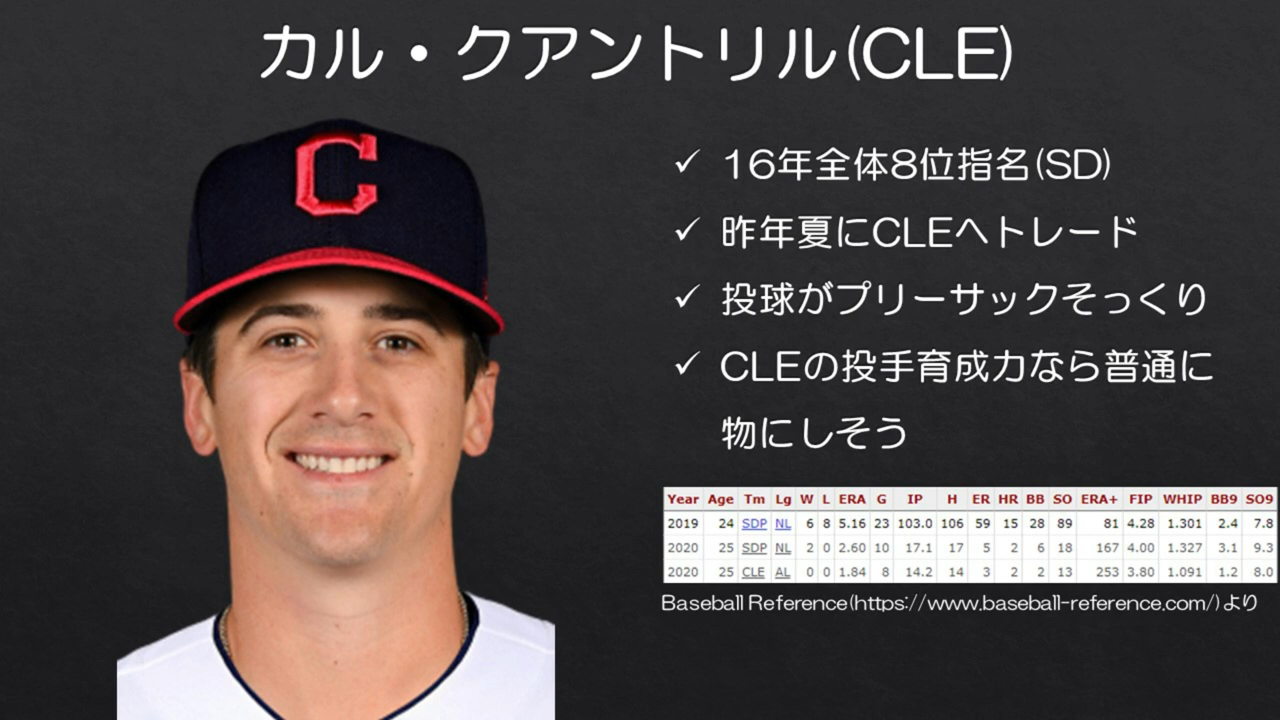 カル・クアントリル(CLE)
C
✓ 16年全体8位指名(SD)
✓ 昨年夏にCLEへトレード
✓ 投球がプリーサックそっくり
✓ CLEの投手育成力なら普通に
物にしそう
Year Age Tm Lg W L ERA G IP H ER HR BB SO ERA+ FIP WHIP BB9 SO9
2019 24 SDP NL 6 8 5.16 23 103.0 106 59 15 28 89 81 4.28 1.301 2.4 7.8
2020 25 SDP NL 2 0 2.60 10 17.1 17 5 2 6 18 167 4.00 1.327 3.1 9.3
2020 25 CLE AL 0 0 1.84 8 14.2 14 3 2 2 13 253 3.80 1.091 1.2 8.0
Baseball Reference(https://www.baseball-reference.com/)より